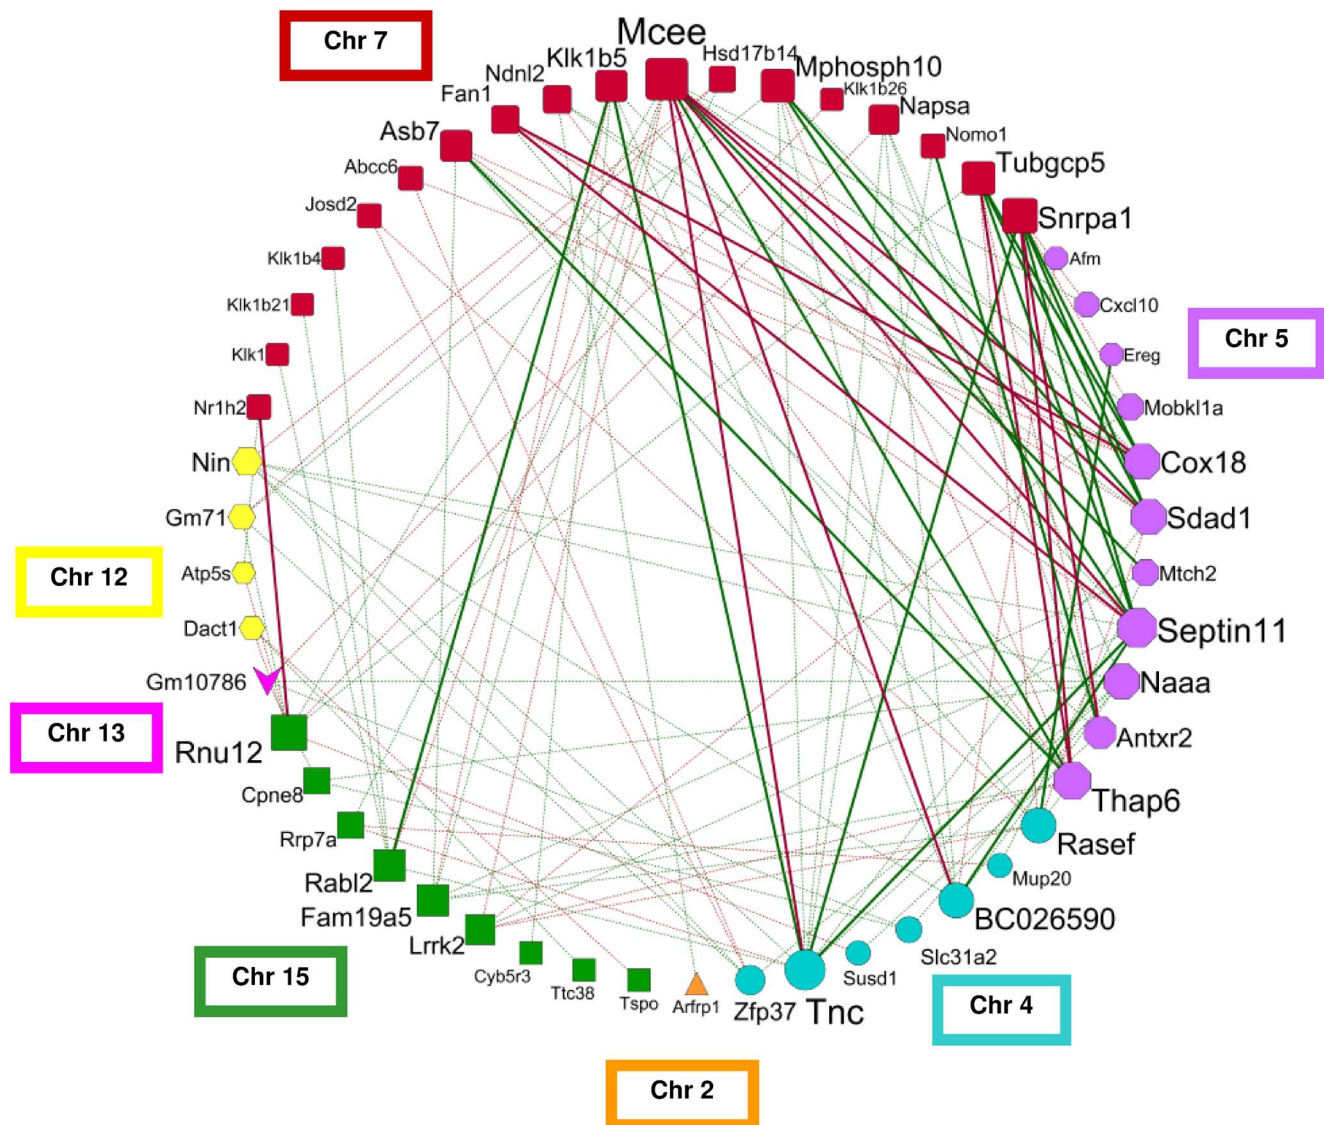 Chr 7
Mcee
Hsd17b14
Klk1b5
Mphosph10
Ndnl2
Klk1b26
Fan1
Napsa
Asb7
Nomo1
Abcc6
Tubgcp5
Josd2
Snrpa1
Klk1b4
Afm
Klk1b21
Cxcl10
Chr 5
Klk1
Ereg
Nr1h2
Mobkl1a
Nin
Cox18
Gm71
Sdad1
Chr 12
Atp5s
Mtch2
Dact1
Septin11
Gm10786
Naaa
Chr 13
Rnu12
Antxr2
Cpne8
Thap6
Rrp7a
Rasef
Rabl2
Mup20
Fam19a5
BC026590
Lrrk2
Slc31a2
Chr 15
Cyb5r3
Susd1
Ttc38
Tspo
Arfrp1
Zfp37
Tnc
Chr 4
Chr 2